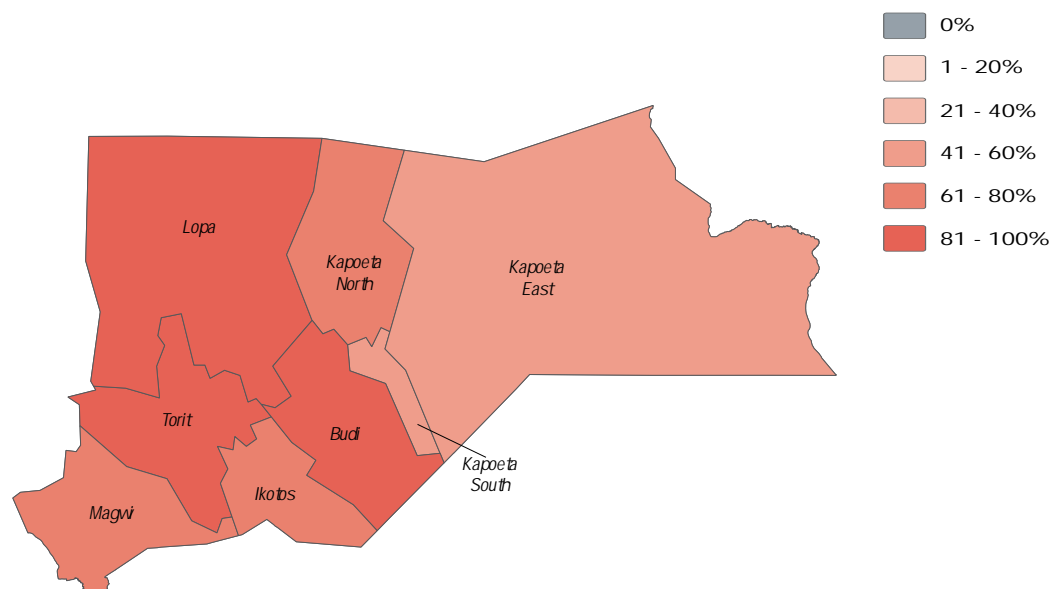 0%
1 - 20%
21 - 40%
41 - 60%
61 - 80%
81 - 100%
Lopa
Kapoeta
North
Kapoeta
East
Torit
Budi
Kapoeta
South
Ikotos
Magwi